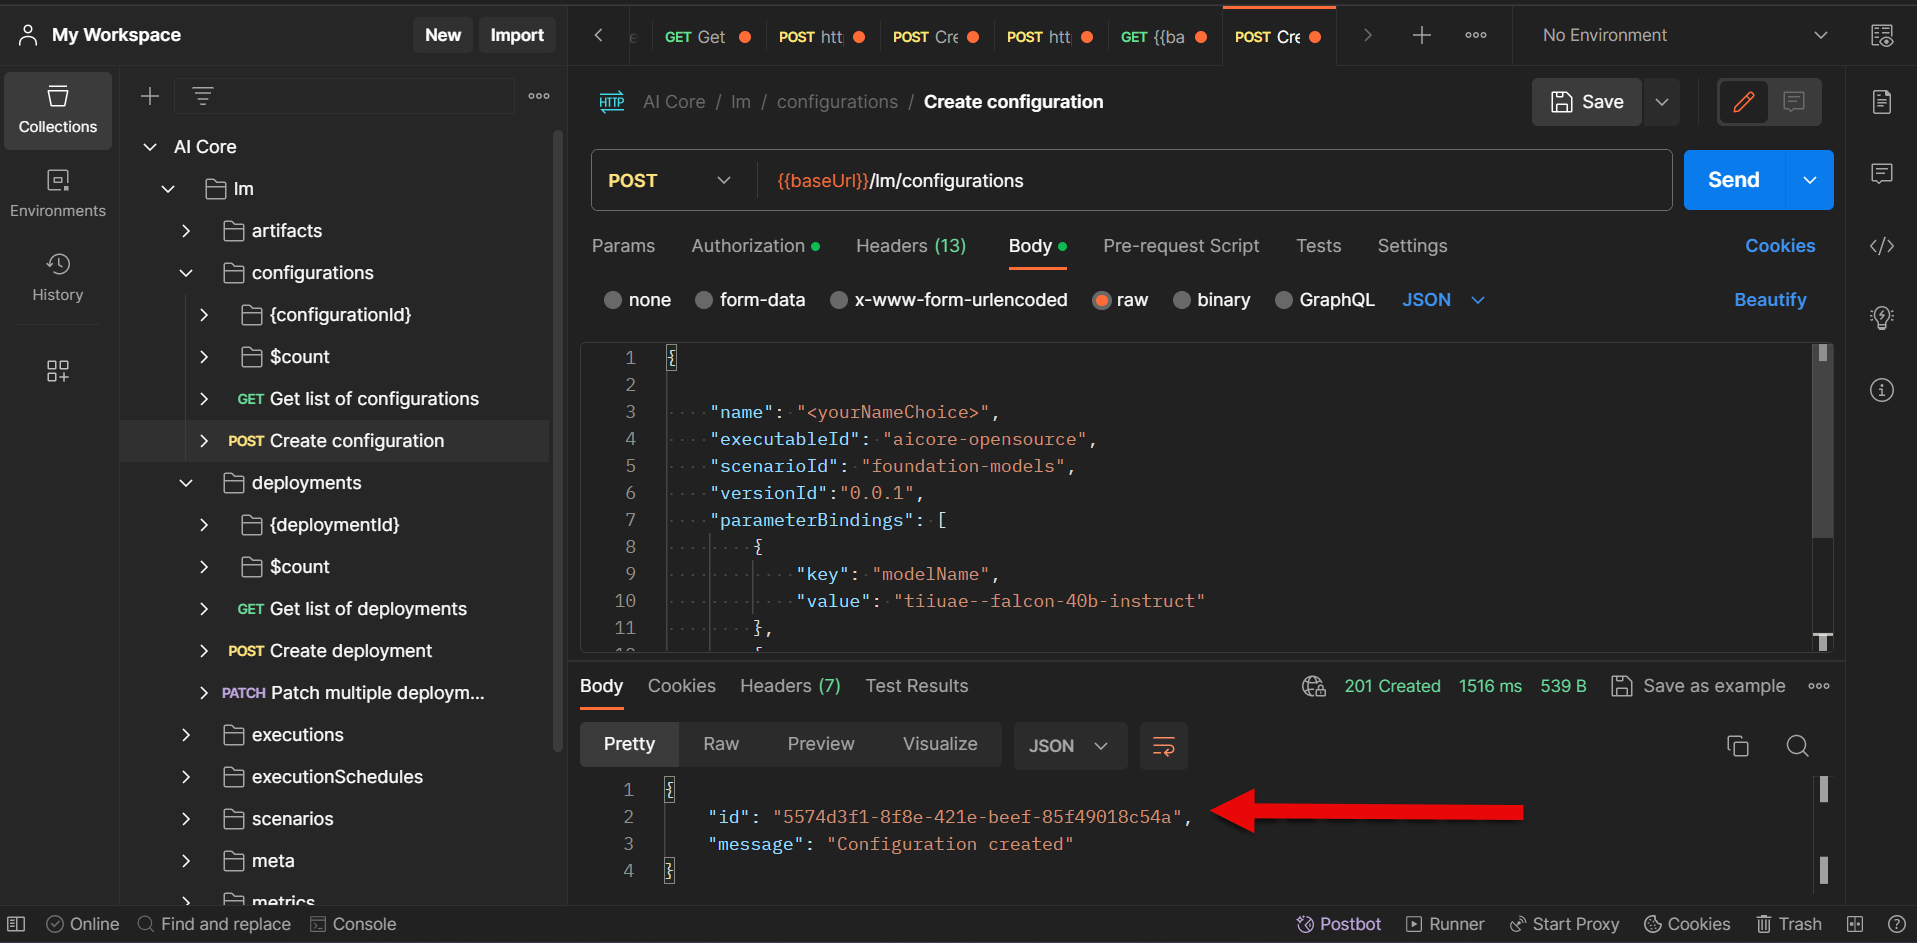 My Workspace
New
Import
GET Get
POST htt
POST Cre
POST htt
GET {{ba
POST Cre
No Environment
Collections
Environments
History
AI Core
lm
artifacts
configurations
{configurationId}
$count
GET Get list of configurations
POST Create configuration
deployments
{deploymentId}
$count
GET Get list of deployments
POST Create deployment
PATCH Patch multiple deploym...
executions
executionSchedules
scenarios
meta
metrics
HTTP AI Core / lm / configurations / Create configuration
Save
POST
{{baseUrl}}/lm/configurations
Send
Params
Authorization
Headers (13)
Body
Pre-request Script
Tests
Settings
Cookies
none
form-data
x-www-form-urlencoded
raw
binary
GraphQL
JSON
Beautify
1 {
2
3 "name": "<yourNameChoice>",
4 "executableId": "aicore-opensource",
5 "scenarioId": "foundation-models",
6 "versionId":"0.0.1",
7 "parameterBindings": [
8 {
9 "key": "modelName",
10 "value": "tiiuae--falcon-40b-instruct"
11 },
Body
Cookies
Headers (7)
Test Results
201 Created
1516 ms
539 B
Save as example
Pretty
Raw
Preview
Visualize
JSON
1 {
2 "id": "5574d3f1-8f8e-421e-beef-85f49018c54a",
3 "message": "Configuration created"
4 }
Online
Find and replace
Console
Postbot
Runner
Start Proxy
Cookies
Trash